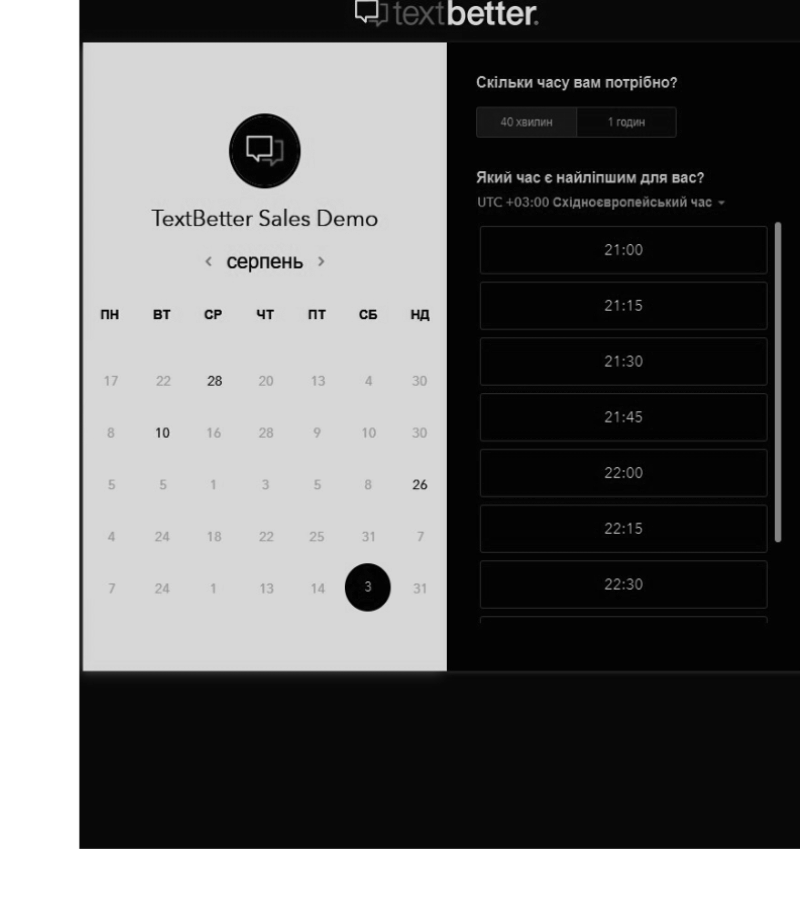 textbetter.
TextBetter Sales Demo
< серпень >
ПН ВТ СР ЧТ ПТ СБ НД
17 22 28 20 13 4 30
8 10 16 28 9 10 30
5 5 1 3 5 8 26
4 24 18 22 25 31 7
7 24 1 13 14 3 31
Скільки часу вам потрібно?
40 хвилин 1 годин
Який час є найліпшим для вас?
UTC +03:00 Східноєвропейський час
21:00
21:15
21:30
21:45
22:00
22:15
22:30